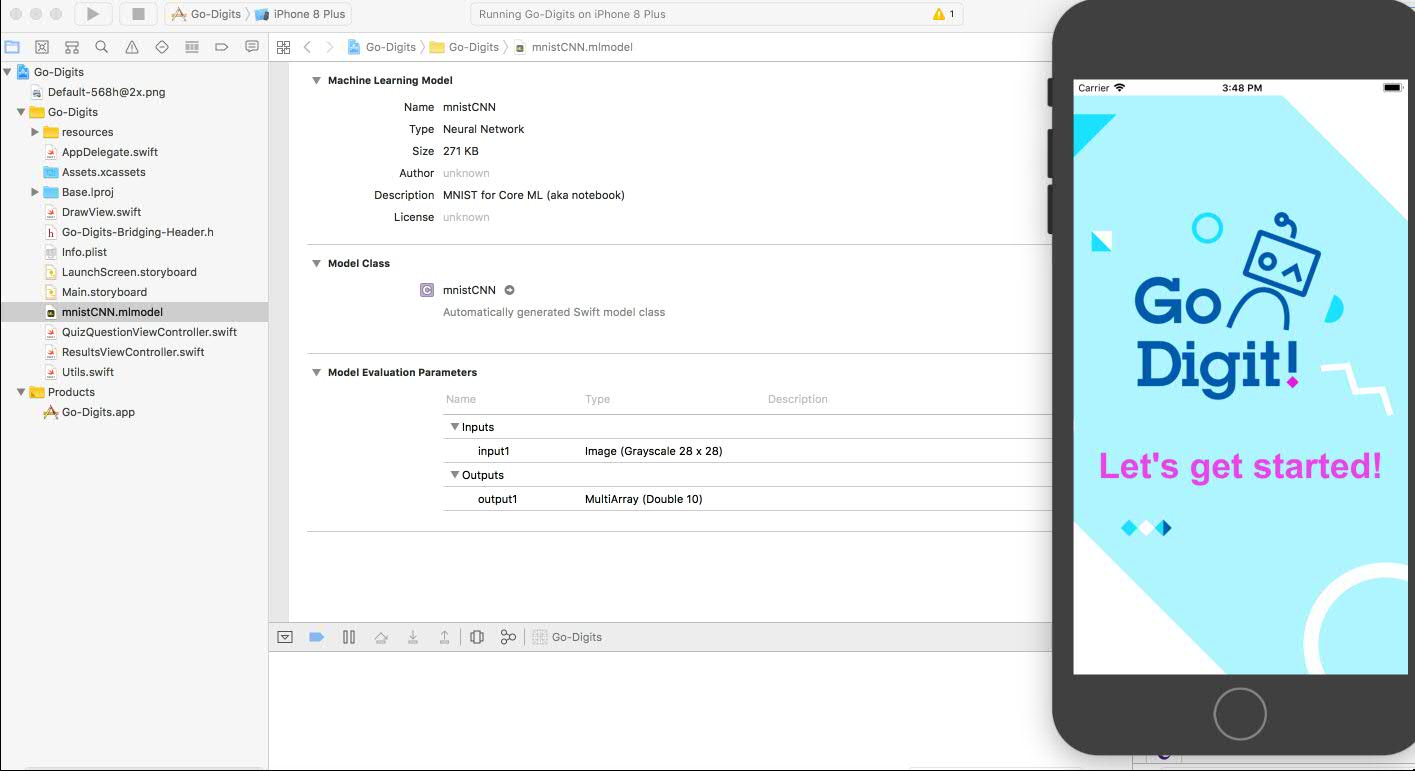 Go-Digits iPhone 8 Plus
Running Go-Digits on iPhone 8 Plus
1
Go-Digits Go-Digits mnistCNN.mlmodel
Go-Digits
Default-568h@2x.png
Go-Digits
resources
AppDelegate.swift
Assets.xcassets
Base.lproj
DrawView.swift
h Go-Digits-Bridging-Header.h
Info.plist
LaunchScreen.storyboard
Main.storyboard
mnistCNN.mlmodel
QuizQuestionViewController.swift
ResultsViewController.swift
Utils.swift
Products
Go-Digits.app
Machine Learning Model
Name mnistCNN
Type Neural Network
Size 271 KB
Author unknown
Description MNIST for Core ML (aka notebook)
License unknown
Model Class
C mnistCNN
Automatically generated Swift model class
Model Evaluation Parameters
Name Type Description
Inputs
input1 Image (Grayscale 28 x 28)
Outputs
output1 MultiArray (Double 10)
Go-Digits
Carrier 3:48 PM
Go
Digit!
Let's get started!